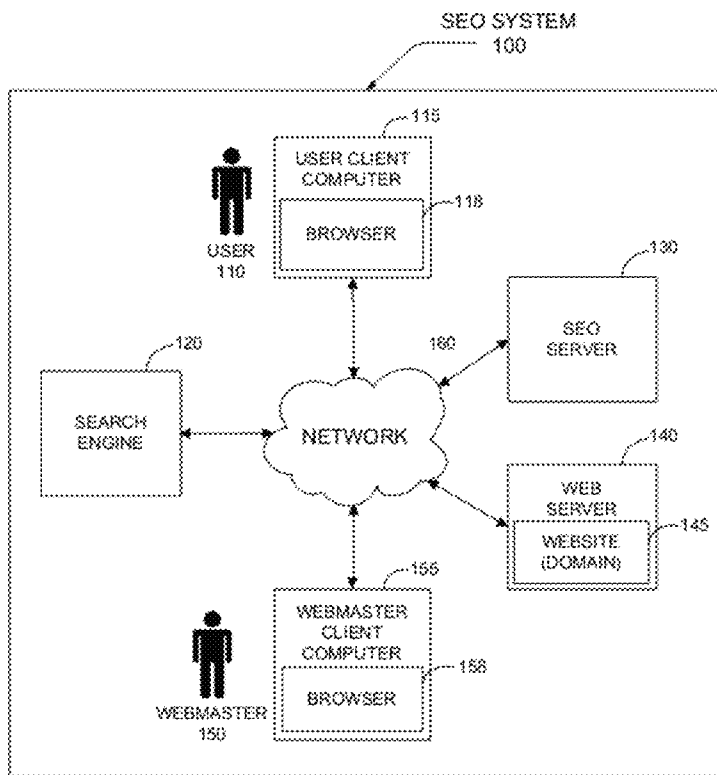 SEO SYSTEM
100
115
USER CLIENT
COMPUTER
118
BROWSER
USER
110
130
SEO
SERVER
160
120
SEARCH
ENGINE
NETWORK
140
WEB
SERVER
145
WEBSITE
(DOMAIN)
155
WEBMASTER
CLIENT
COMPUTER
158
BROWSER
WEBMASTER
150